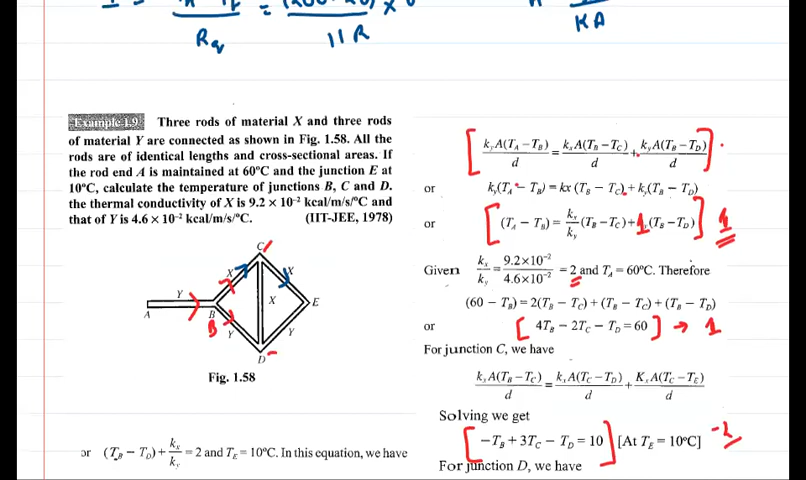 R_q
11 R
KA
Example 1.9 Three rods of material X and three rods
of material Y are connected as shown in Fig. 1.58. All the
rods are of identical lengths and cross-sectional areas. If
the rod end A is maintained at 60°C and the junction E at
10°C, calculate the temperature of junctions B, C and D.
the thermal conductivity of X is 9.2 × 10⁻² kcal/m/s/°C and
that of Y is 4.6 × 10⁻² kcal/m/s/°C. (IIT-JEE, 1978)
C
X X
Y X
A B E
B Y Y
D
Fig. 1.58
or (T_B − T_D) + k_x/k_y = 2 and T_E = 10°C. In this equation, we have
[ k_yA(T_A − T_B)/d = k_xA(T_B − T_C)/d + k_yA(T_B − T_D)/d ]
or k_y(T_A − T_B) = kx (T_B − T_C) + k_y(T_B − T_D)
or [ (T_A − T_B) = k_x/k_y (T_B − T_C) + 1(T_B − T_D) ] 1
Given k_x/k_y = 9.2×10⁻²/4.6×10⁻² = 2 and T_A = 60°C. Therefore
(60 − T_B) = 2(T_B − T_C) + (T_B − T_C) + (T_B − T_D)
or [ 4T_B − 2T_C − T_D = 60 ] → 1
For junction C, we have
k_xA(T_B − T_C)/d = k_xA(T_C − T_D)/d + K_xA(T_C − T_E)/d
Solving we get
[ −T_B + 3T_C − T_D = 10 ] [At T_E = 10°C] −2
For junction D, we have